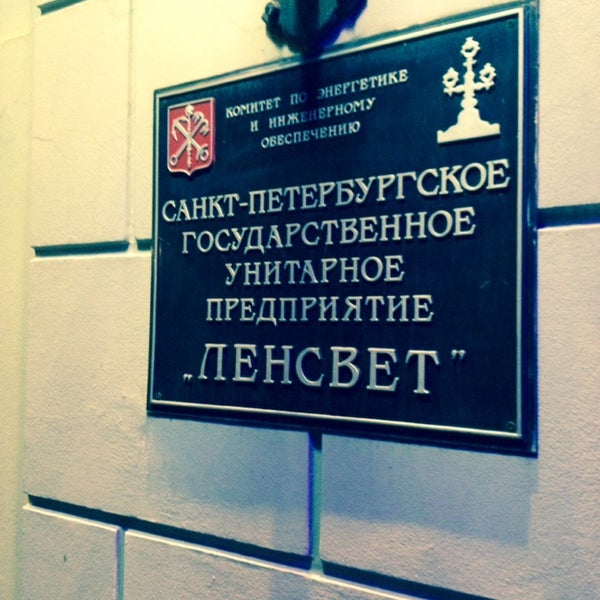 КОМИТЕТ ПО ЭНЕРГЕТИКЕ
И ИНЖЕНЕРНОМУ
ОБЕСПЕЧЕНИЮ
САНКТ-ПЕТЕРБУРГСКОЕ
ГОСУДАРСТВЕННОЕ
УНИТАРНОЕ
ПРЕДПРИЯТИЕ
„ЛЕНСВЕТ”